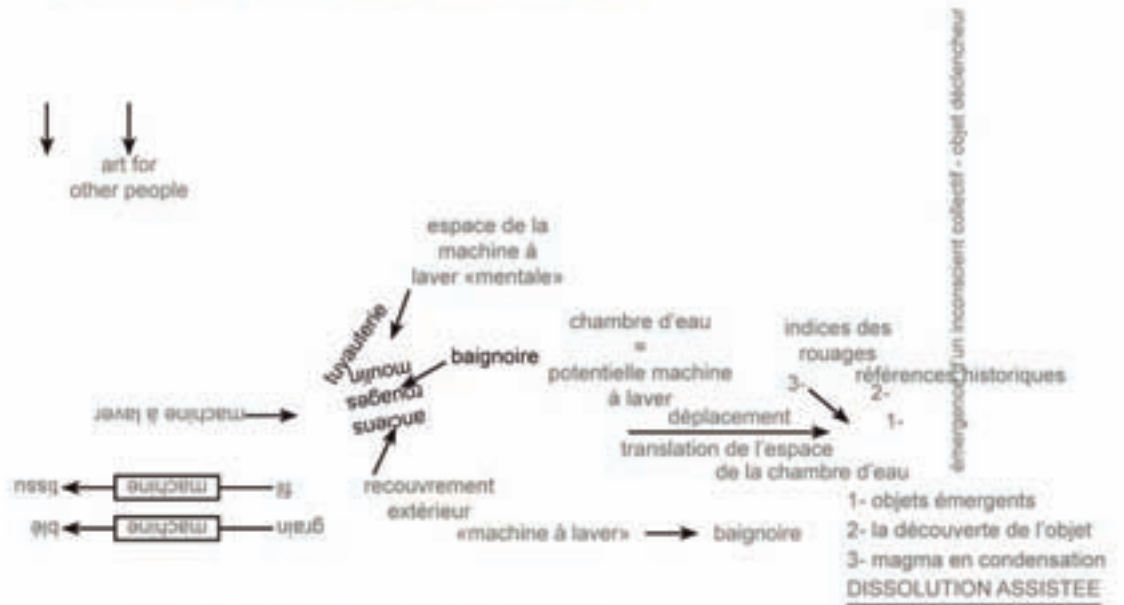 art for
other people
espace de la
machine à
laver «mentale»
tuyauterie
moulin
rouages
anciens
baignoire
machine à laver
chambre d'eau
=
potentielle machine
à laver
déplacement
translation de l'espace
de la chambre d'eau
indices des
rouages
références historiques
3-
2-
1-
émergence d'un inconscient collectif - objet déclencheur
fil
machine
tissu
grain
machine
blé
recouvrement
extérieur
«machine à laver»
baignoire
1- objets émergents
2- la découverte de l'objet
3- magma en condensation
DISSOLUTION ASSISTEE